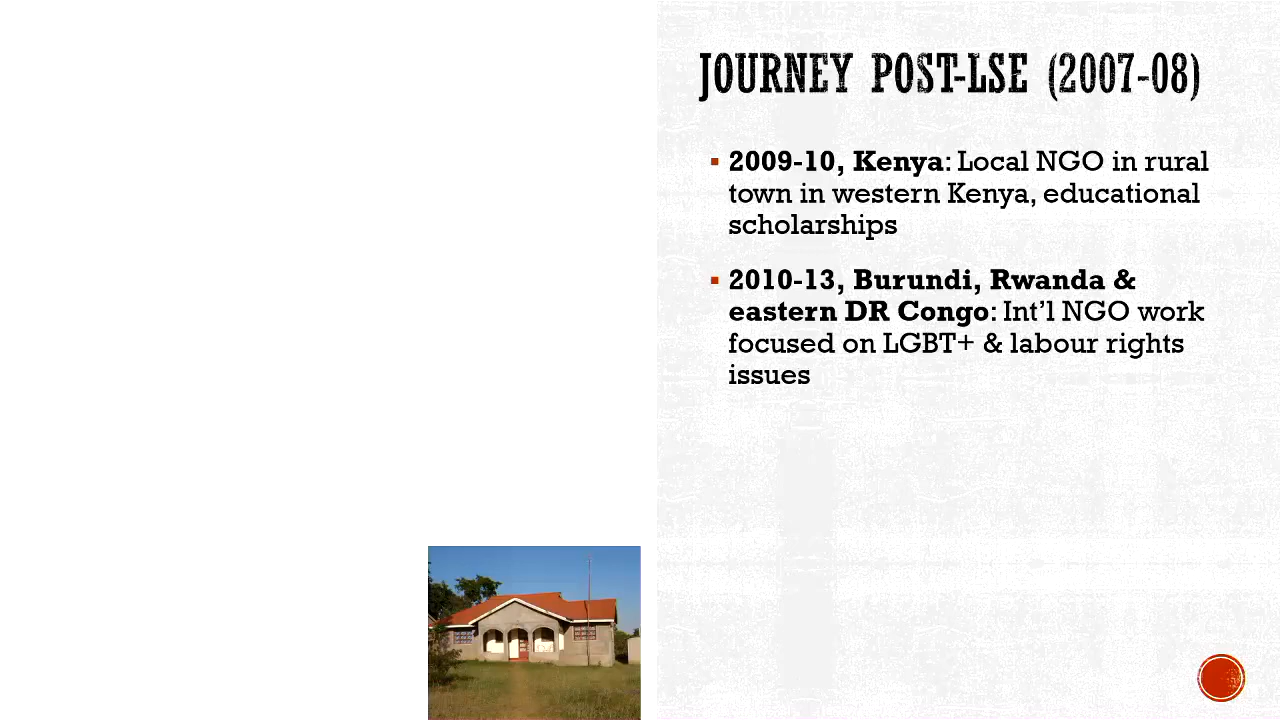 JOURNEY POST-LSE (2007-08)
▪ 2009-10, Kenya: Local NGO in rural
town in western Kenya, educational
scholarships
▪ 2010-13, Burundi, Rwanda &
eastern DR Congo: Int'l NGO work
focused on LGBT+ & labour rights
issues